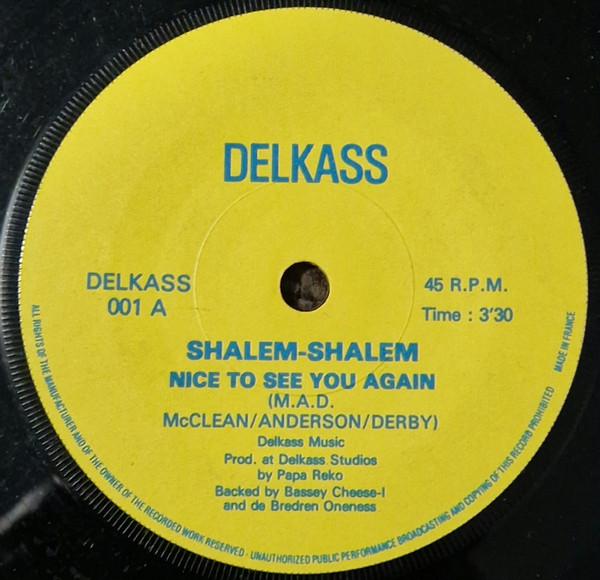 DELKASS
DELKASS
001 A
45 R.P.M.
Time : 3'30
SHALEM-SHALEM
NICE TO SEE YOU AGAIN
(M.A.D.
McCLEAN/ANDERSON/DERBY)
Delkass Music
Prod. at Delkass Studios
by Papa Reko
Backed by Bassey Cheese-I
and de Bredren Oneness
ALL RIGHTS OF THE MANUFACTURER AND OF THE OWNER OF THE RECORDED WORK RESERVED - UNAUTHORIZED PUBLIC PERFORMANCE BROADCASTING AND COPYING OF THIS RECORD PROHIBITED
MADE IN FRANCE